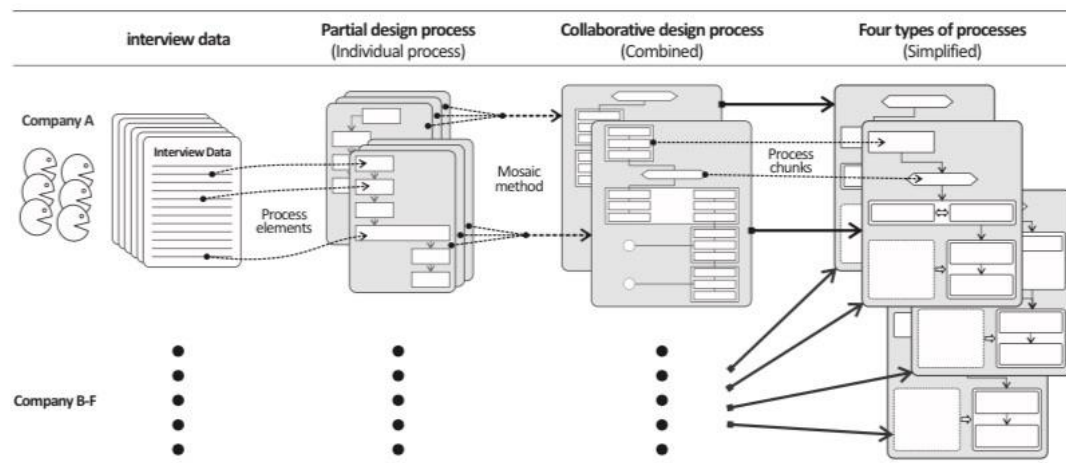 interview data
Partial design process
(Individual process)
Collaborative design process
(Combined)
Four types of processes
(Simplified)
Company A
Interview Data
Process
elements
Mosaic
method
Process
chunks
Company B-F